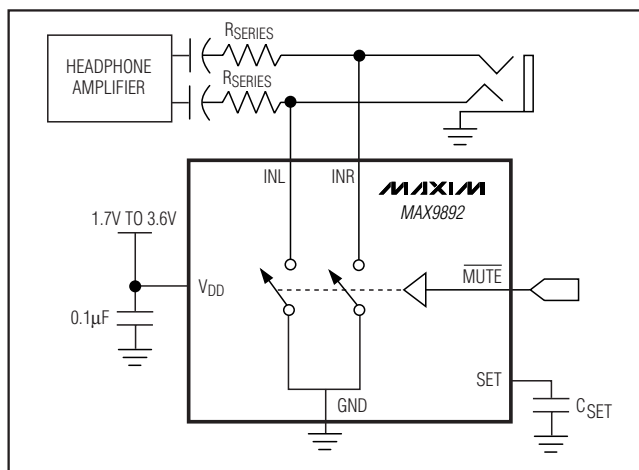 RSERIES
HEADPHONE
AMPLIFIER
RSERIES
INL
INR
MAXIM
MAX9892
1.7V TO 3.6V
VDD
MUTE
0.1µF
SET
GND
CSET